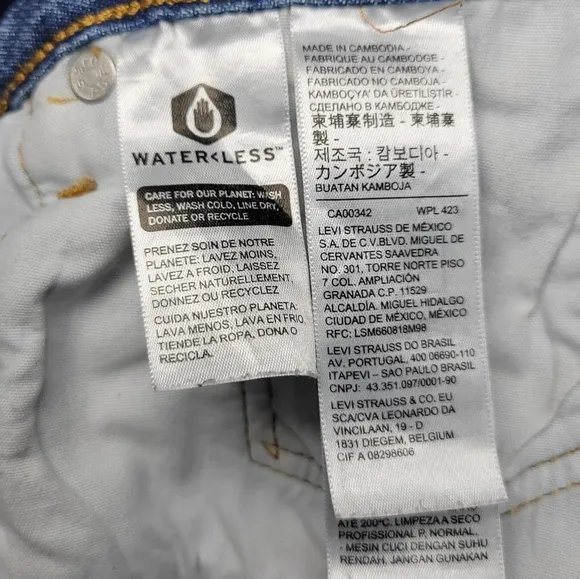 WATER<LESS™
CARE FOR OUR PLANET: WASH
LESS, WASH COLD, LINE DRY,
DONATE OR RECYCLE
PRENEZ SOIN DE NOTRE
PLANÈTE: LAVEZ MOINS,
LAVEZ A FROID, LAISSEZ
SECHER NATURELLEMENT,
DONNEZ OU RECYCLEZ
CUIDA NUESTRO PLANETA:
LAVA MENOS, LAVA EN FRIO,
TIENDE LA ROPA, DONA O
RECICLA.
MADE IN CAMBODIA -
FABRIQUE AU CAMBODGE -
FABRICADO EN CAMBOYA -
FABRICADO NO CAMBOJA -
KAMBOÇYA' DA ÜRETİLİŞTİR -
СДЕЛАНО В КАМБОДЖЕ -
柬埔寨制造 - 柬埔寨
製 -
제조국 : 캄보디아 -
カンボジア製 -
BUATAN KAMBOJA
CA00342 WPL 423
LEVI STRAUSS DE MÉXICO
S.A. DE C.V.BLVD. MIGUEL DE
CERVANTES SAAVEDRA
NO. 301, TORRE NORTE PISO
7 COL. AMPLIACIÓN
GRANADA C.P. 11529
ALCALDÍA. MIGUEL HIDALGO
CIUDAD DE MÉXICO, MÉXICO
RFC: LSM660818M98
LEVI STRAUSS DO BRASIL
AV. PORTUGAL, 400 06690-110
ITAPEVI – SAO PAULO BRASIL
CNPJ: 43.351.097/0001-90
LEVI STRAUSS & CO. EU
SCA/CVA LEONARDO DA
VINCILAAN, 19 - D
1831 DIEGEM, BELGIUM
CIF A 08298606
ATÉ 200°C. LIMPEZA A SECO
PROFISSIONAL P, NORMAL.
- MESIN CUCI DENGAN SUHU
RENDAH, JANGAN GUNAKAN